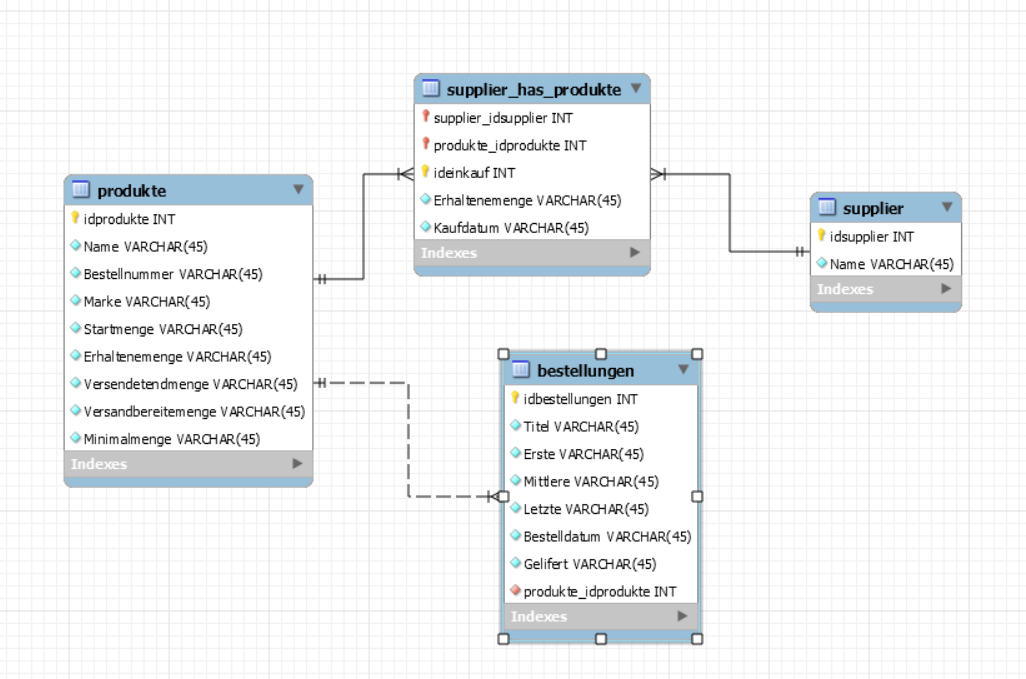 supplier_has_produkte
supplier_idsupplier INT
produkte_idprodukte INT
ideinkauf INT
Erhaltenemenge VARCHAR(45)
Kaufdatum VARCHAR(45)
Indexes
produkte
idprodukte INT
Name VARCHAR(45)
Bestellnummer VARCHAR(45)
Marke VARCHAR(45)
Startmenge VARCHAR(45)
Erhaltenemenge VARCHAR(45)
Versendetendmenge VARCHAR(45)
Versandbereitemenge VARCHAR(45)
Minimalmenge VARCHAR(45)
Indexes
supplier
idsupplier INT
Name VARCHAR(45)
Indexes
bestellungen
idbestellungen INT
Titel VARCHAR(45)
Erste VARCHAR(45)
Mittlere VARCHAR(45)
Letzte VARCHAR(45)
Bestelldatum VARCHAR(45)
Gelifert VARCHAR(45)
produkte_idprodukte INT
Indexes